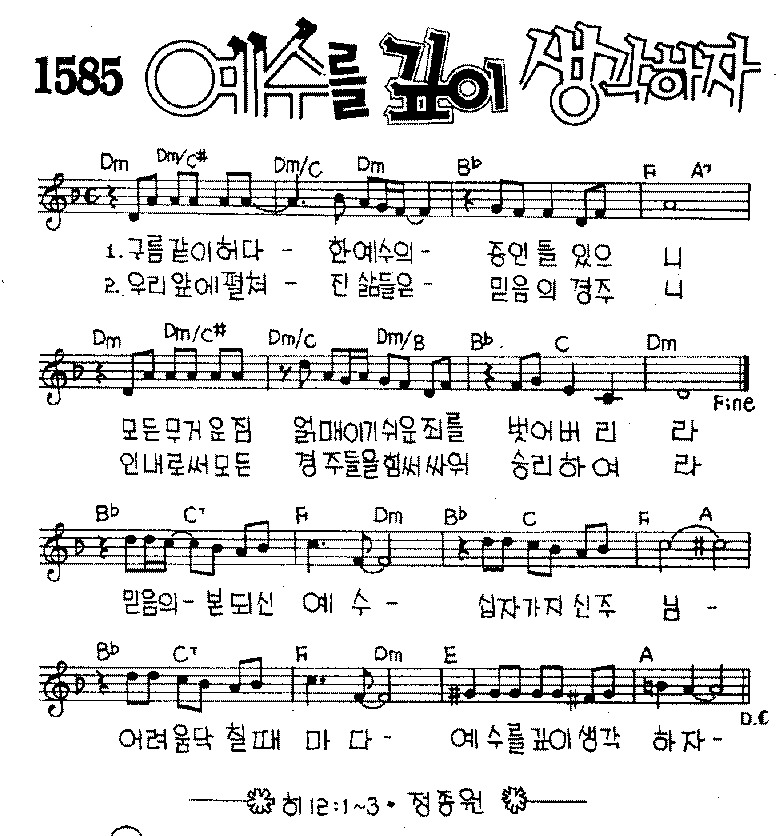 1585 예수를 깊이 생각하자
Dm Dm/C# Dm/C Dm Bb F A7
1. 구름 같이 허다 - 한 예수의 - 증인 들 있으 니
2. 우리 앞에 펼쳐 - 진 삶들은 - 믿음 의 경주 니
Dm Dm/C# Dm/C Dm/B Bb C Dm
Fine
모든 무거운 짐 얽매이기 쉬운 죄를 벗어 버 리 라
인내로써 모든 경주들을 힘써 싸워 승리 하 여 라
Bb C7 F Dm Bb C F A
믿음의 - 본 되신 예 수 - 십자가 지신 주 님 -
Bb C7 F Dm E A
D.C
어려움 닥 칠 때 마 다 - 예 수를 깊이 생각 하 자 -
히 12:1~3 · 정종원